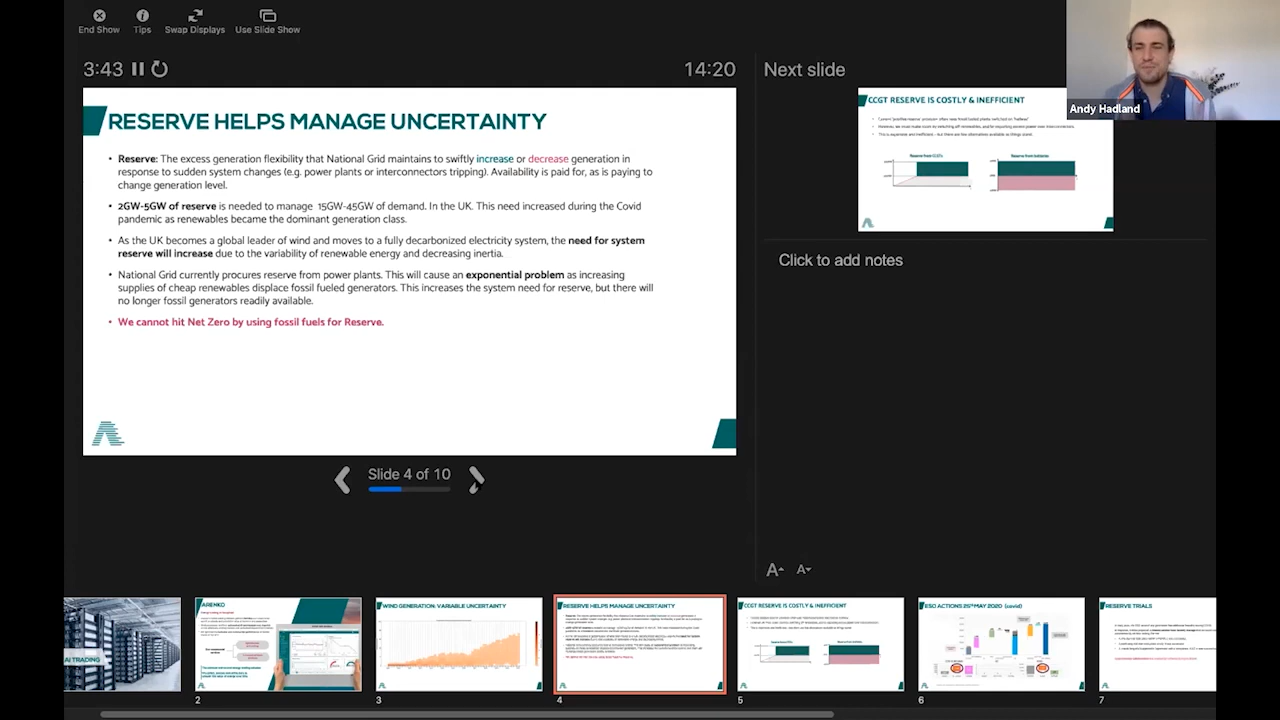 End Show
Tips
Swap Displays
Use Slide Show
3:43
14:20
Next slide
RESERVE HELPS MANAGE UNCERTAINTY
• Reserve: The excess generation flexibility that National Grid maintains to swiftly increase or decrease generation in
response to sudden system changes (e.g. power plants or interconnectors tripping). Availability is paid for, as is paying to
change generation level.
• 2GW-5GW of reserve is needed to manage 15GW-45GW of demand. In the UK. This need increased during the Covid
pandemic as renewables became the dominant generation class.
• As the UK becomes a global leader of wind and moves to a fully decarbonized electricity system, the need for system
reserve will increase due to the variability of renewable energy and decreasing inertia.
• National Grid currently procures reserve from power plants. This will cause an exponential problem as increasing
supplies of cheap renewables displace fossil fueled generators. This increases the system need for reserve, but there will
no longer fossil generators readily available.
• We cannot hit Net Zero by using fossil fuels for Reserve.
CCGT RESERVE IS COSTLY & INEFFICIENT
Reserve from CCGTs
Reserve from batteries
Andy Hadland
Click to add notes
Slide 4 of 10
A
A
AI TRADING
ARENKO
WIND GENERATION: VARIABLE UNCERTAINTY
RESERVE HELPS MANAGE UNCERTAINTY
CCGT RESERVE IS COSTLY & INEFFICIENT
ESO ACTIONS 25TH MAY 2020 (covid)
RESERVE TRIALS
2
3
4
5
6
7